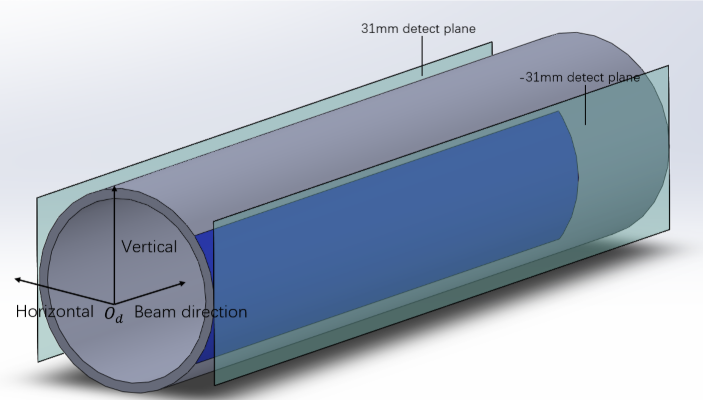 31mm detect plane
-31mm detect plane
Vertical
Horizontal O_d Beam direction